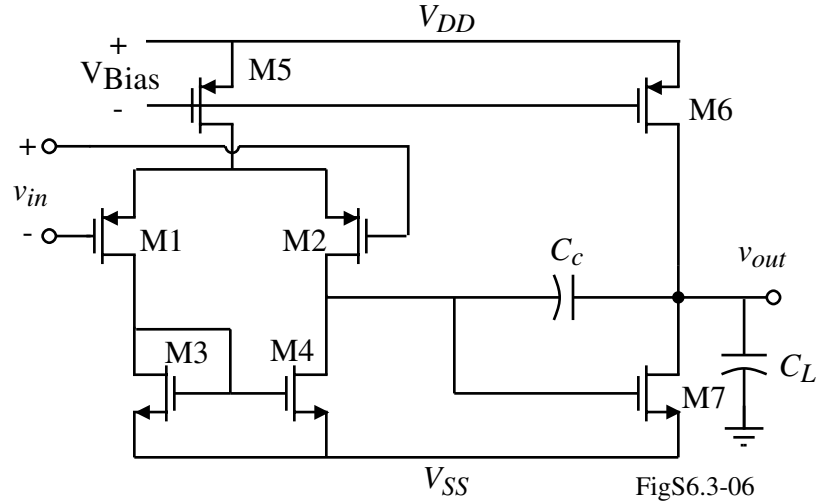 V_DD
+
V_Bias
-
M5
M6
+
v_in
-
M1
M2
C_c
v_out
M3
M4
M7
C_L
V_SS
FigS6.3-06